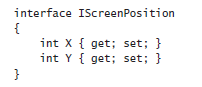 interface IScreenPosition
{
    int X { get; set; }
    int Y { get; set; }
}